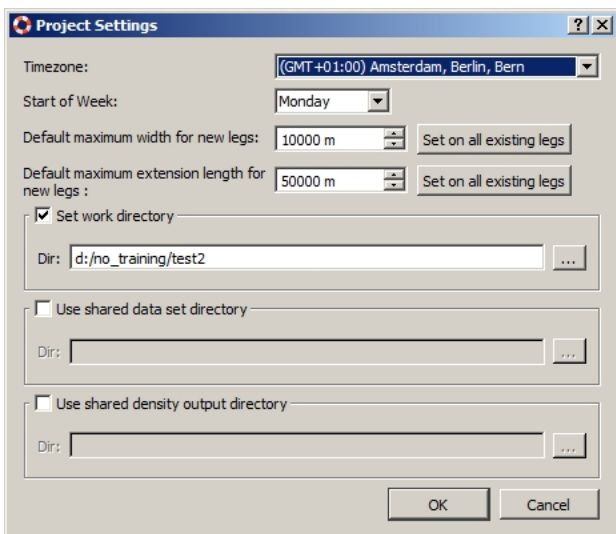 Project Settings
Timezone: (GMT+01:00) Amsterdam, Berlin, Bern
Start of Week: Monday
Default maximum width for new legs: 10000 m Set on all existing legs
Default maximum extension length for
new legs : 50000 m Set on all existing legs
Set work directory
Dir: d:/no_training/test2 ...
Use shared data set directory
Dir: ...
Use shared density output directory
Dir: ...
OK Cancel